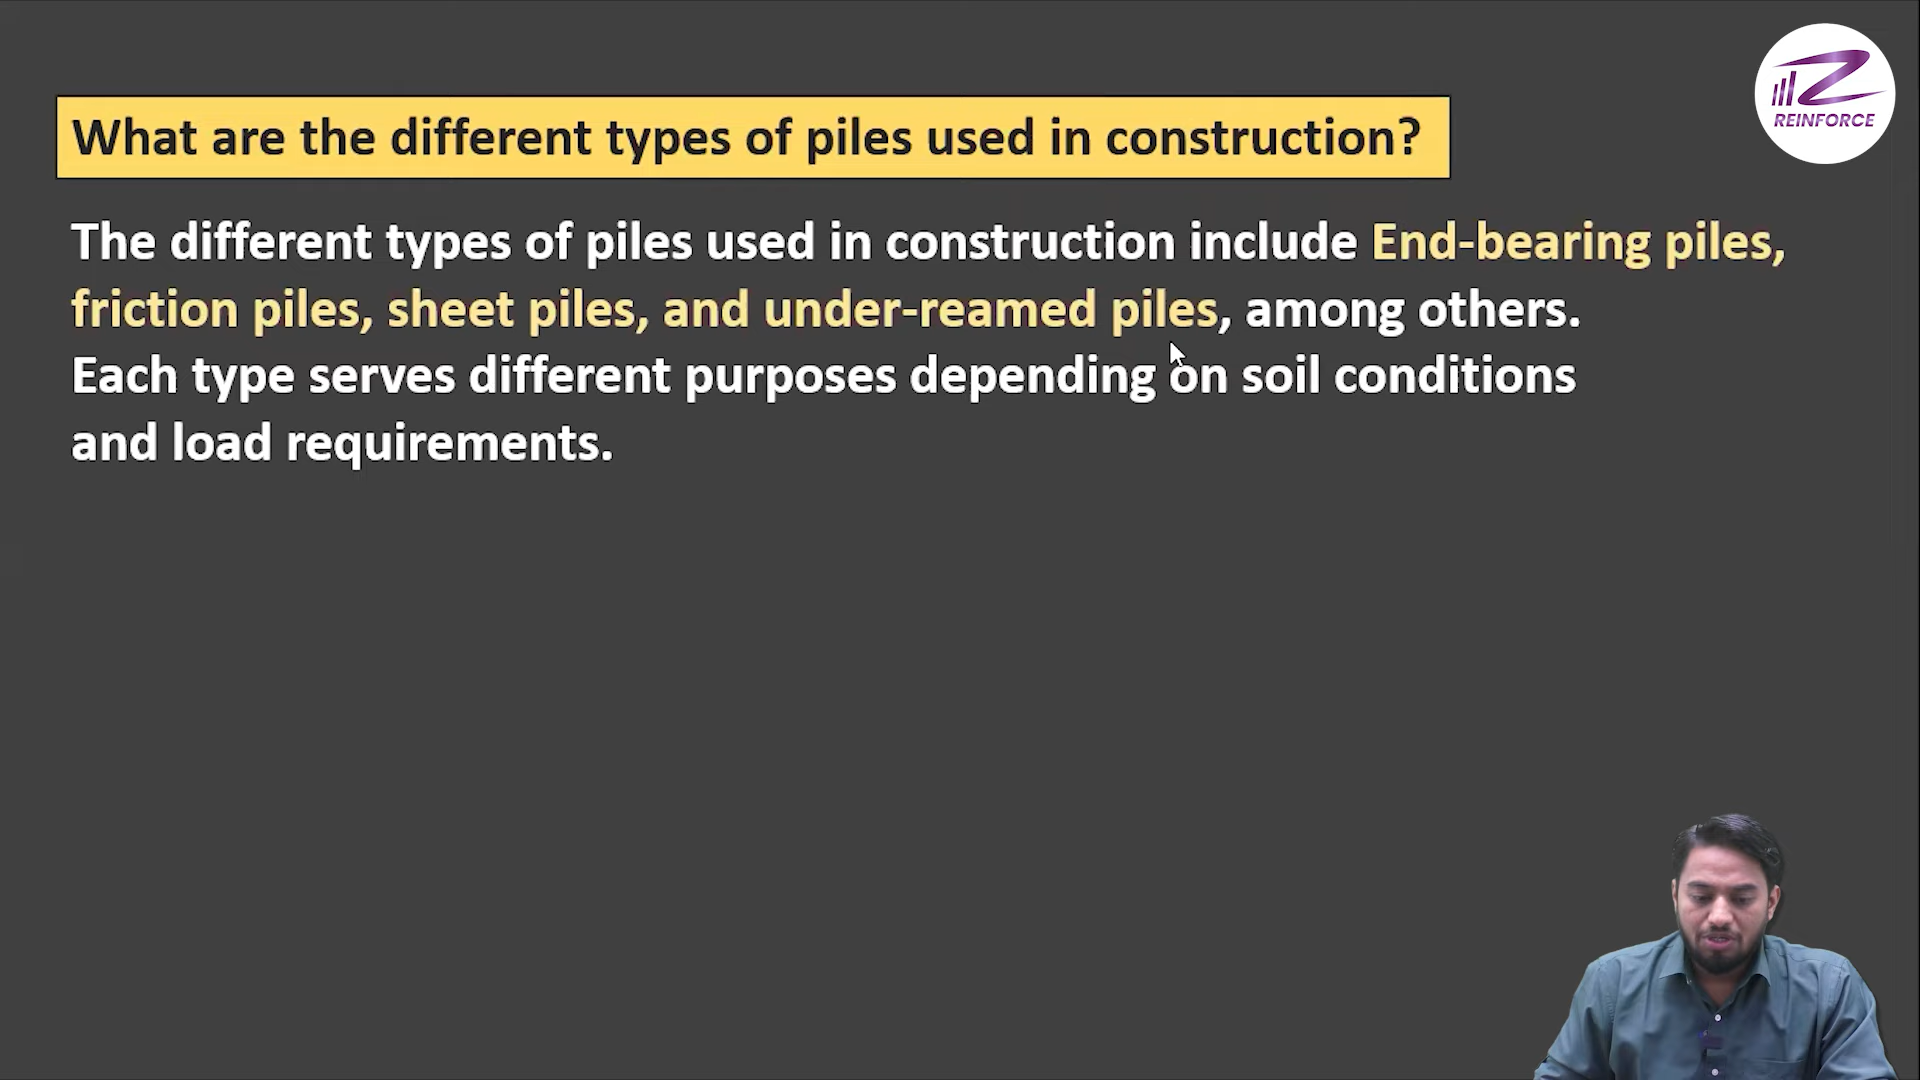 REINFORCE
What are the different types of piles used in construction?
The different types of piles used in construction include End-bearing piles,
friction piles, sheet piles, and under-reamed piles, among others.
Each type serves different purposes depending on soil conditions
and load requirements.